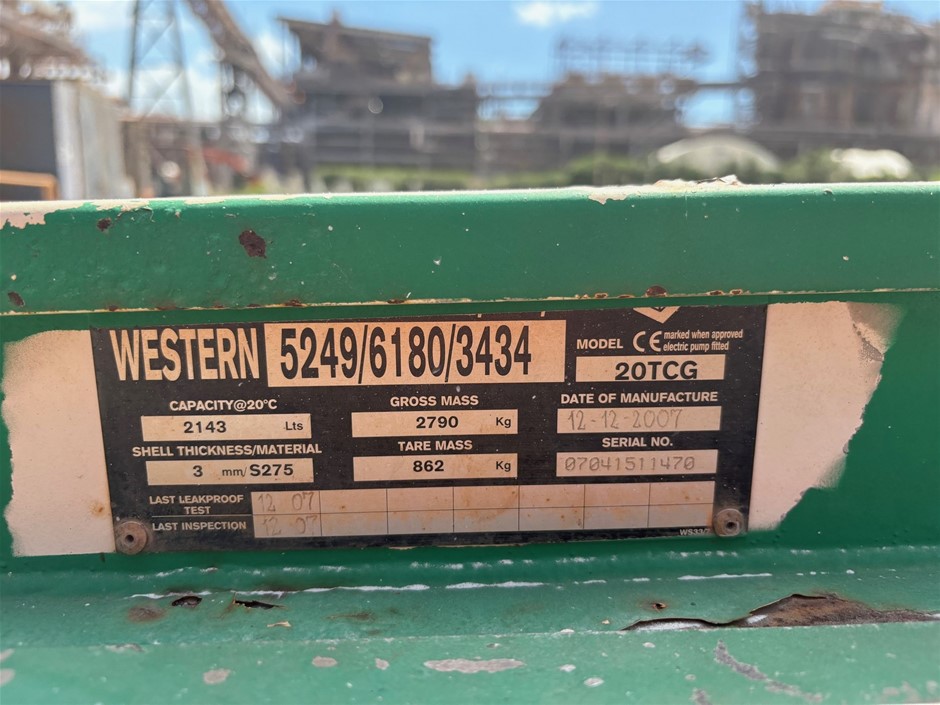 WESTERN 5249/6180/3434
MODEL CE marked when approved
electric pump fitted
20TCG
CAPACITY@20°C
2143 Lts
GROSS MASS
2790 Kg
DATE OF MANUFACTURE
12-12-2007
SHELL THICKNESS/MATERIAL
3 mm/S275
TARE MASS
862 Kg
SERIAL NO.
07041511470
LAST LEAKPROOF
TEST
12 07
LAST INSPECTION
12 07